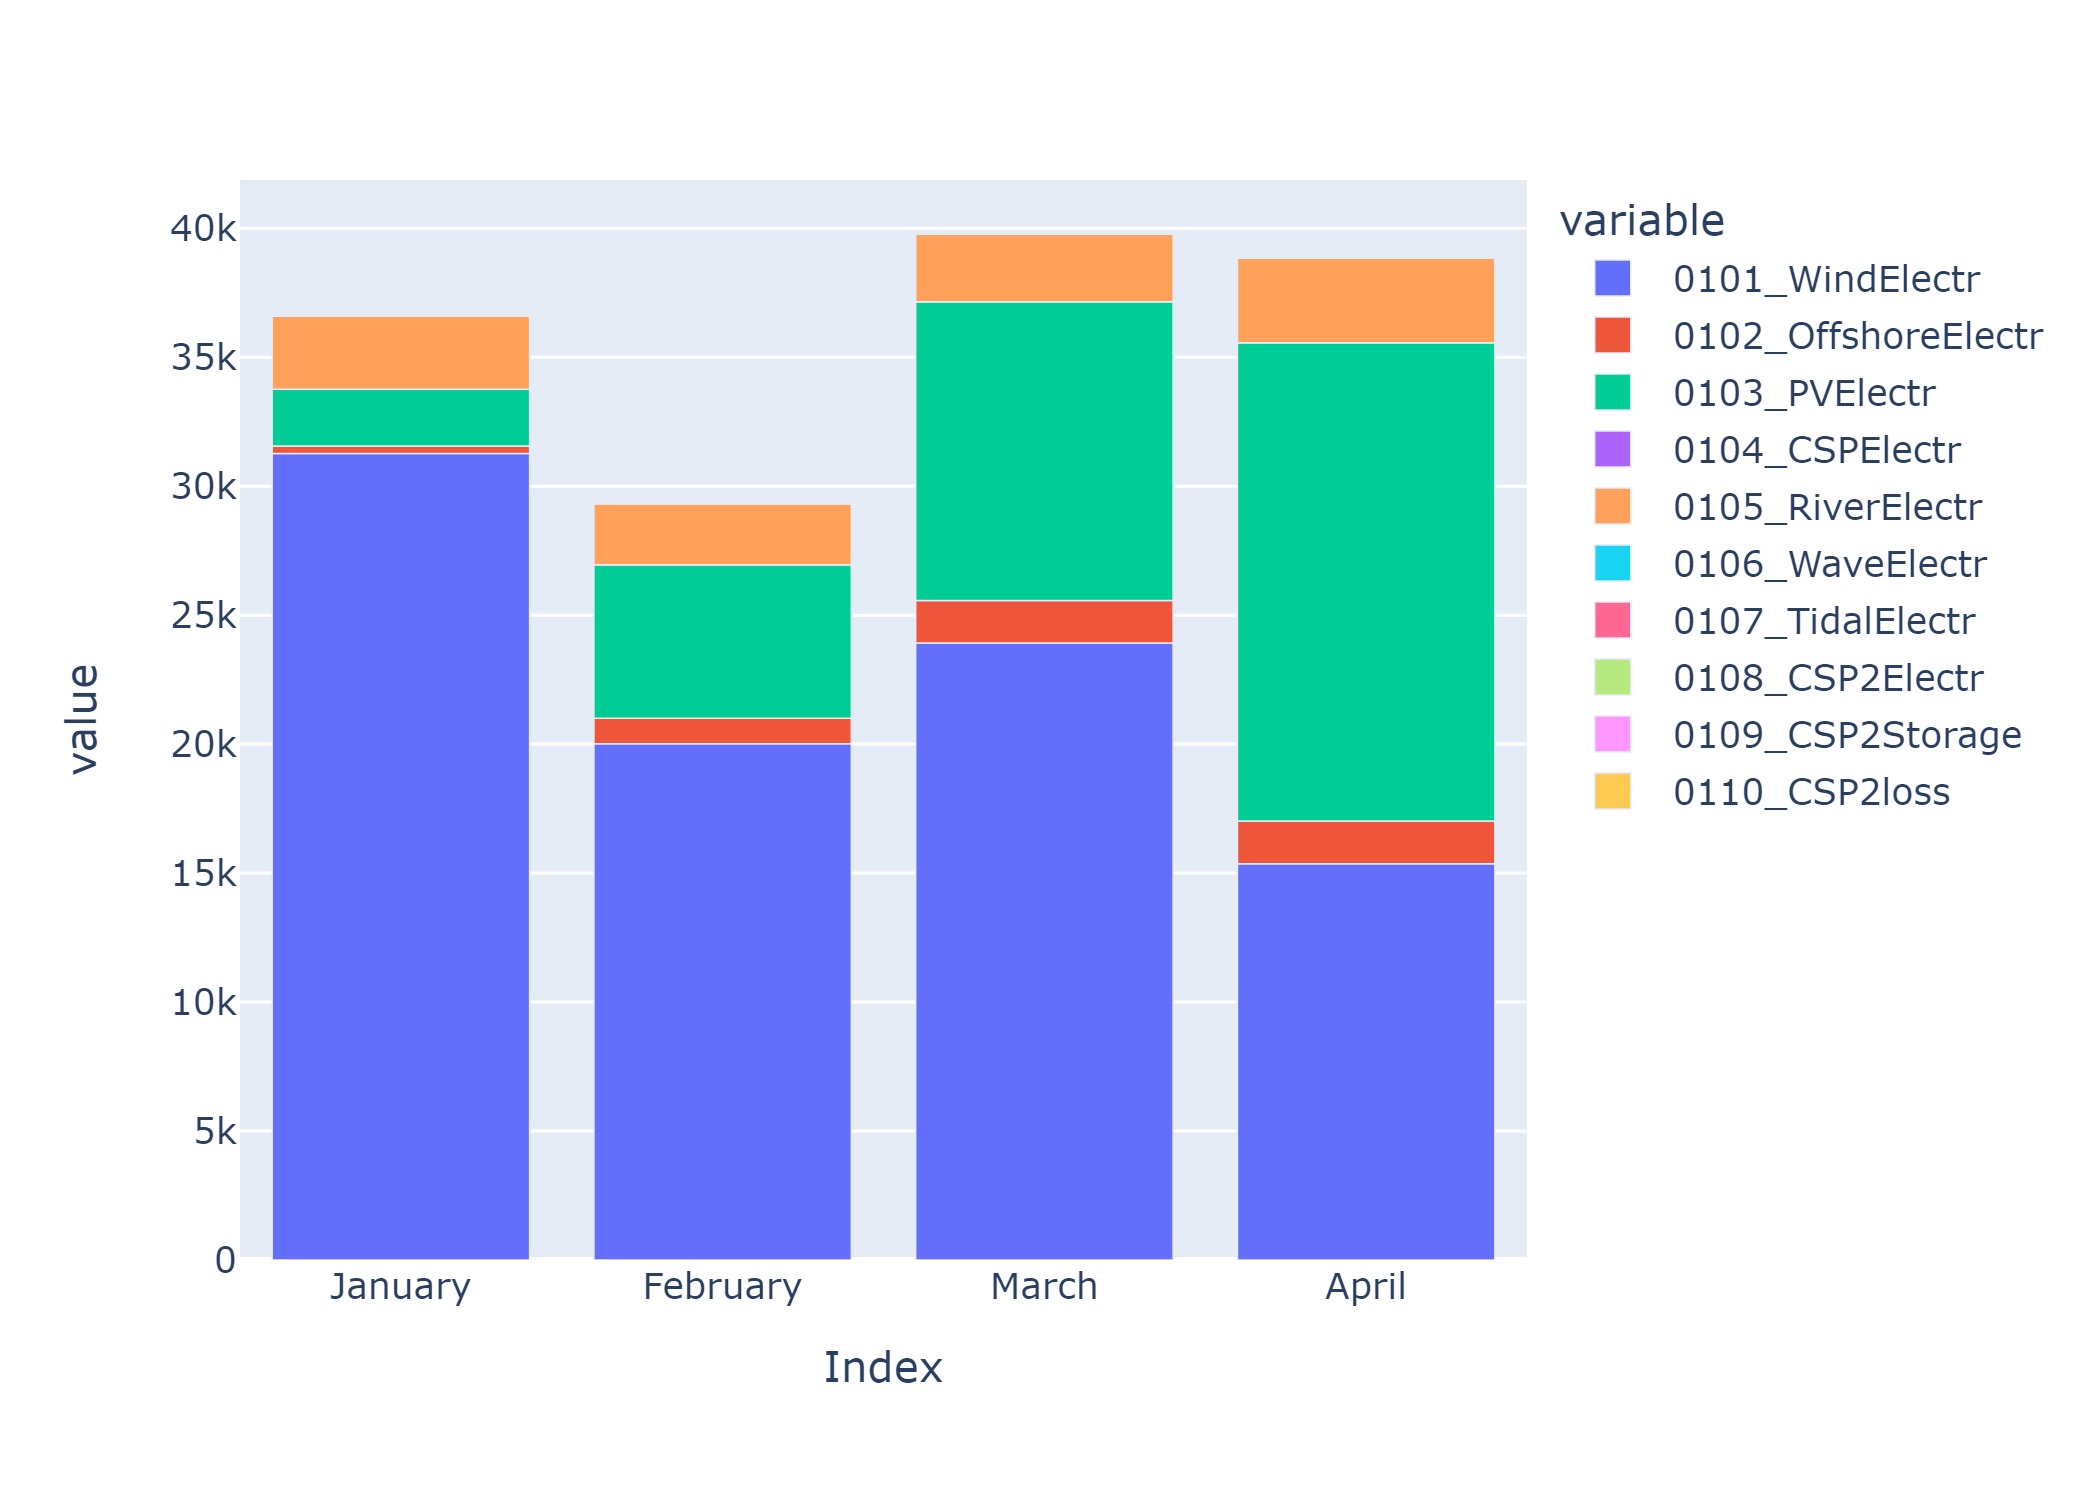 40k
35k
30k
25k
20k
15k
10k
5k
0
value
January February March April
Index
variable
0101_WindElectr
0102_OffshoreElectr
0103_PVElectr
0104_CSPElectr
0105_RiverElectr
0106_WaveElectr
0107_TidalElectr
0108_CSP2Electr
0109_CSP2Storage
0110_CSP2loss